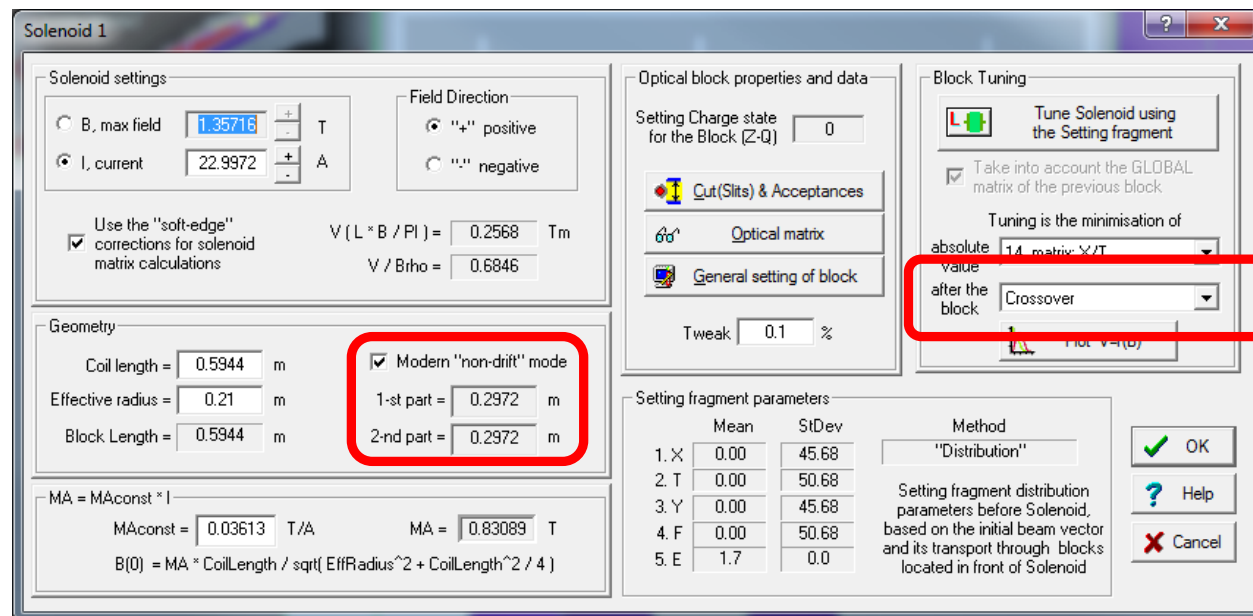 Solenoid 1
?
X
Solenoid settings
B, max field 1.35716 + - T
I, current 22.9972 + - A
Field Direction
"+" positive
"-" negative
Use the "soft-edge"
corrections for solenoid
matrix calculations
V ( L * B / PI ) = 0.2568 Tm
V / Brho = 0.6846
Geometry
Coil length = 0.5944 m
Effective radius = 0.21 m
Block Length = 0.5944 m
Modern "non-drift" mode
1-st part = 0.2972 m
2-nd part = 0.2972 m
MA = MAconst * I
MAconst = 0.03613 T/A MA = 0.83089 T
B(0) = MA * CoilLength / sqrt( EffRadius^2 + CoilLength^2 / 4 )
Optical block properties and data
Setting Charge state
for the Block (Z-Q) 0
Cut(Slits) & Acceptances
Optical matrix
General setting of block
Tweak 0.1 %
Block Tuning
L
Tune Solenoid using
the Setting fragment
Take into account the GLOBAL
matrix of the previous block
Tuning is the minimisation of
absolute
value
14. matrix: X/T
after the
block
Crossover
Plot V=f(B)
Setting fragment parameters
Mean StDev
1. X 0.00 45.68
2. T 0.00 50.68
3. Y 0.00 45.68
4. F 0.00 50.68
5. E 1.7 0.0
Method
"Distribution"
Setting fragment distribution
parameters before Solenoid,
based on the initial beam vector
and its transport through blocks
located in front of Solenoid
OK
? Help
Cancel